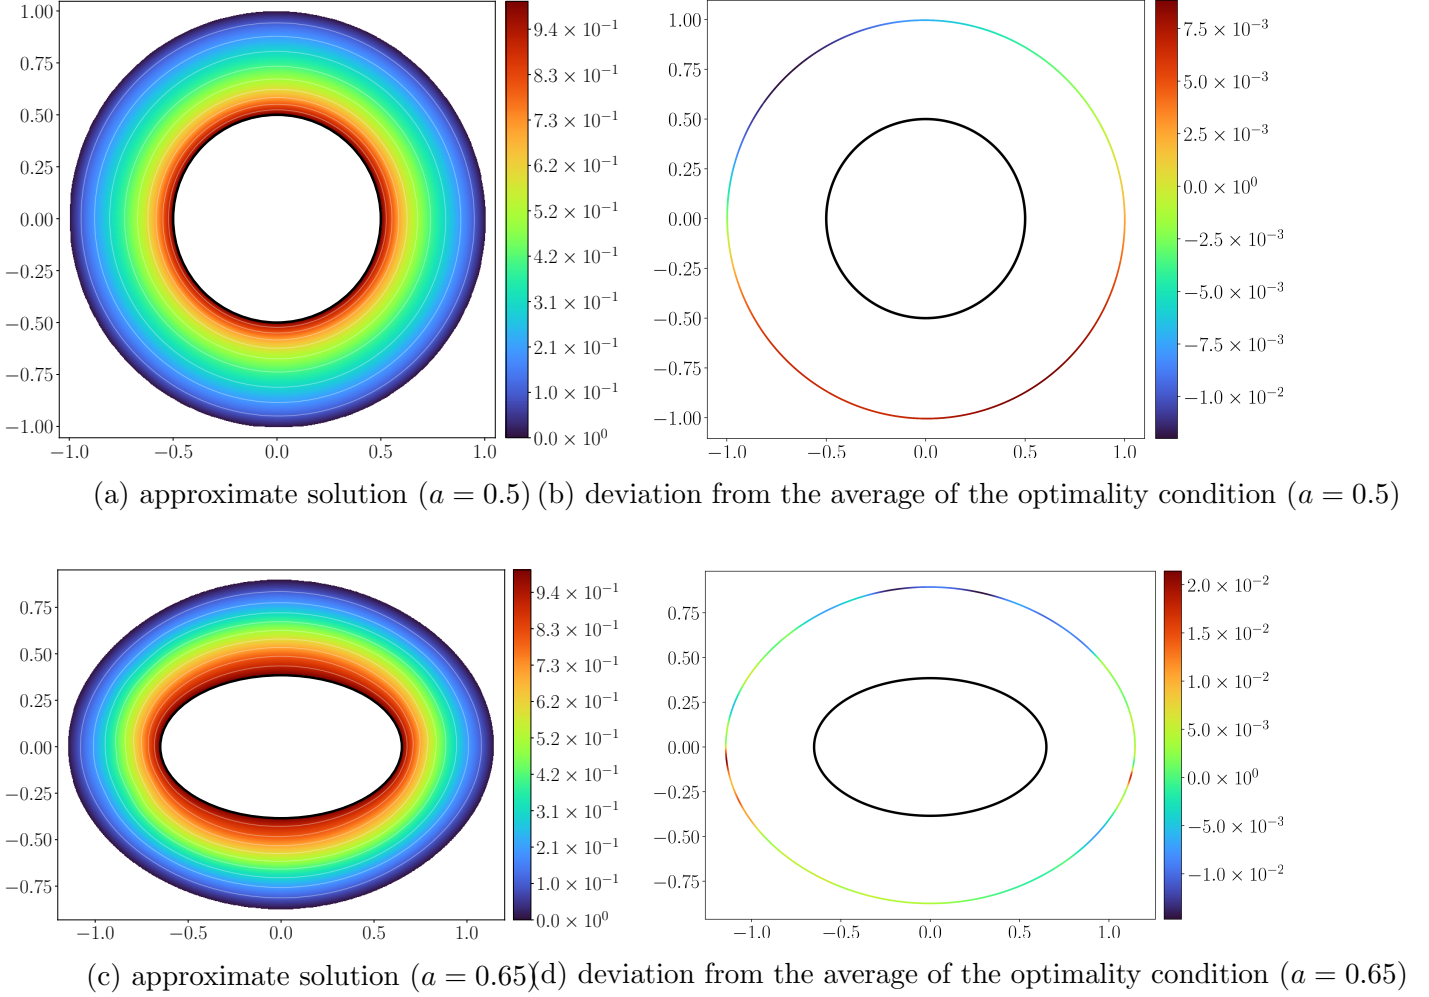 1.00
0.75
0.50
0.25
0.00
−0.25
−0.50
−0.75
−1.00
−1.0 −0.5 0.0 0.5 1.0
9.4 × 10⁻¹
8.3 × 10⁻¹
7.3 × 10⁻¹
6.2 × 10⁻¹
5.2 × 10⁻¹
4.2 × 10⁻¹
3.1 × 10⁻¹
2.1 × 10⁻¹
1.0 × 10⁻¹
0.0 × 10⁰
1.00
0.75
0.50
0.25
0.00
−0.25
−0.50
−0.75
−1.00
−1.0 −0.5 0.0 0.5 1.0
7.5 × 10⁻³
5.0 × 10⁻³
2.5 × 10⁻³
0.0 × 10⁰
−2.5 × 10⁻³
−5.0 × 10⁻³
−7.5 × 10⁻³
−1.0 × 10⁻²
(a) approximate solution (a = 0.5)
(b) deviation from the average of the optimality condition (a = 0.5)
0.75
0.50
0.25
0.00
−0.25
−0.50
−0.75
−1.0 −0.5 0.0 0.5 1.0
9.4 × 10⁻¹
8.3 × 10⁻¹
7.3 × 10⁻¹
6.2 × 10⁻¹
5.2 × 10⁻¹
4.2 × 10⁻¹
3.1 × 10⁻¹
2.1 × 10⁻¹
1.0 × 10⁻¹
0.0 × 10⁰
0.75
0.50
0.25
0.00
−0.25
−0.50
−0.75
−1.0 −0.5 0.0 0.5 1.0
2.0 × 10⁻²
1.5 × 10⁻²
1.0 × 10⁻²
5.0 × 10⁻³
0.0 × 10⁰
−5.0 × 10⁻³
−1.0 × 10⁻²
(c) approximate solution (a = 0.65)
(d) deviation from the average of the optimality condition (a = 0.65)